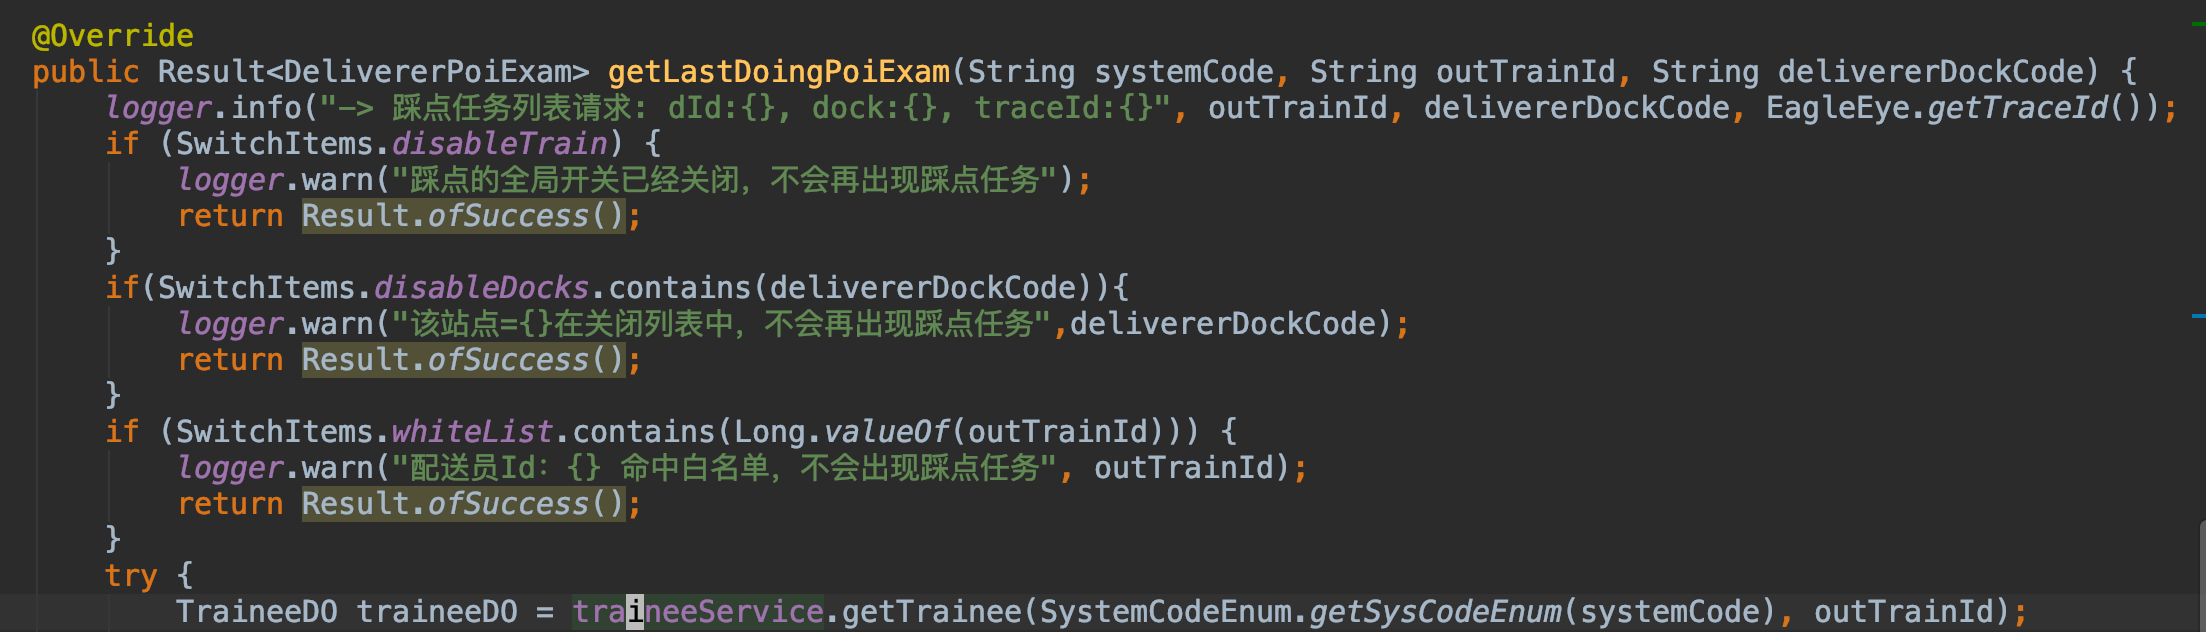 @Override
public Result<DelivererPoiExam> getLastDoingPoiExam(String systemCode, String outTrainId, String delivererDockCode) {
logger.info("-> 踩点任务列表请求: dId:{}, dock:{}, traceId:{}", outTrainId, delivererDockCode, EagleEye.getTraceId());
if (SwitchItems.disableTrain) {
logger.warn("踩点的全局开关已经关闭，不会再出现踩点任务");
return Result.ofSuccess();
}
if(SwitchItems.disableDocks.contains(delivererDockCode)){
logger.warn("该站点={}在关闭列表中，不会再出现踩点任务",delivererDockCode);
return Result.ofSuccess();
}
if (SwitchItems.whiteList.contains(Long.valueOf(outTrainId))) {
logger.warn("配送员Id: {} 命中白名单，不会出现踩点任务", outTrainId);
return Result.ofSuccess();
}
try {
TraineeDO traineeDO = traineeService.getTrainee(SystemCodeEnum.getSysCodeEnum(systemCode), outTrainId);